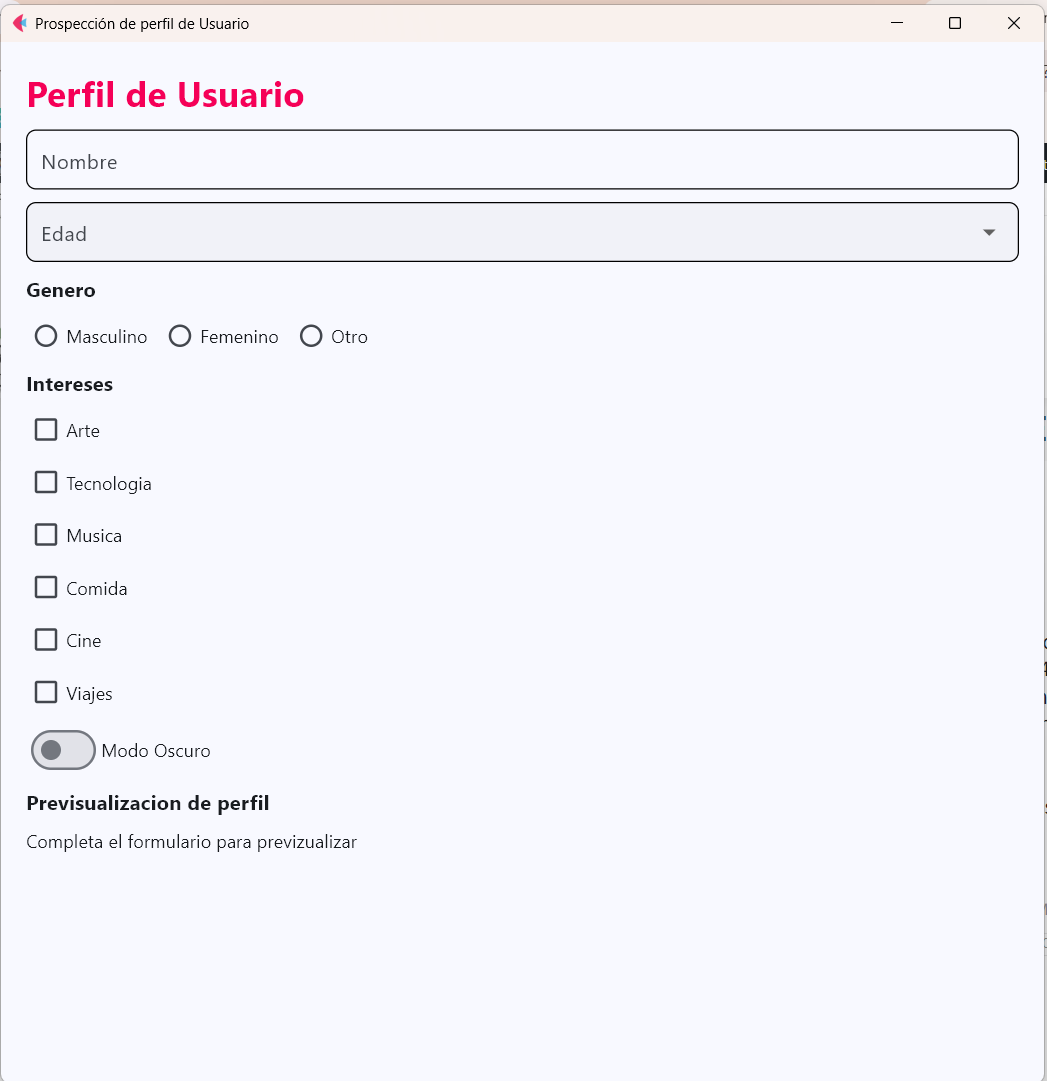 Prospección de perfil de Usuario
Perfil de Usuario
Nombre
Edad
Genero
Masculino Femenino Otro
Intereses
Arte
Tecnologia
Musica
Comida
Cine
Viajes
Modo Oscuro
Previsualizacion de perfil
Completa el formulario para previzualizar